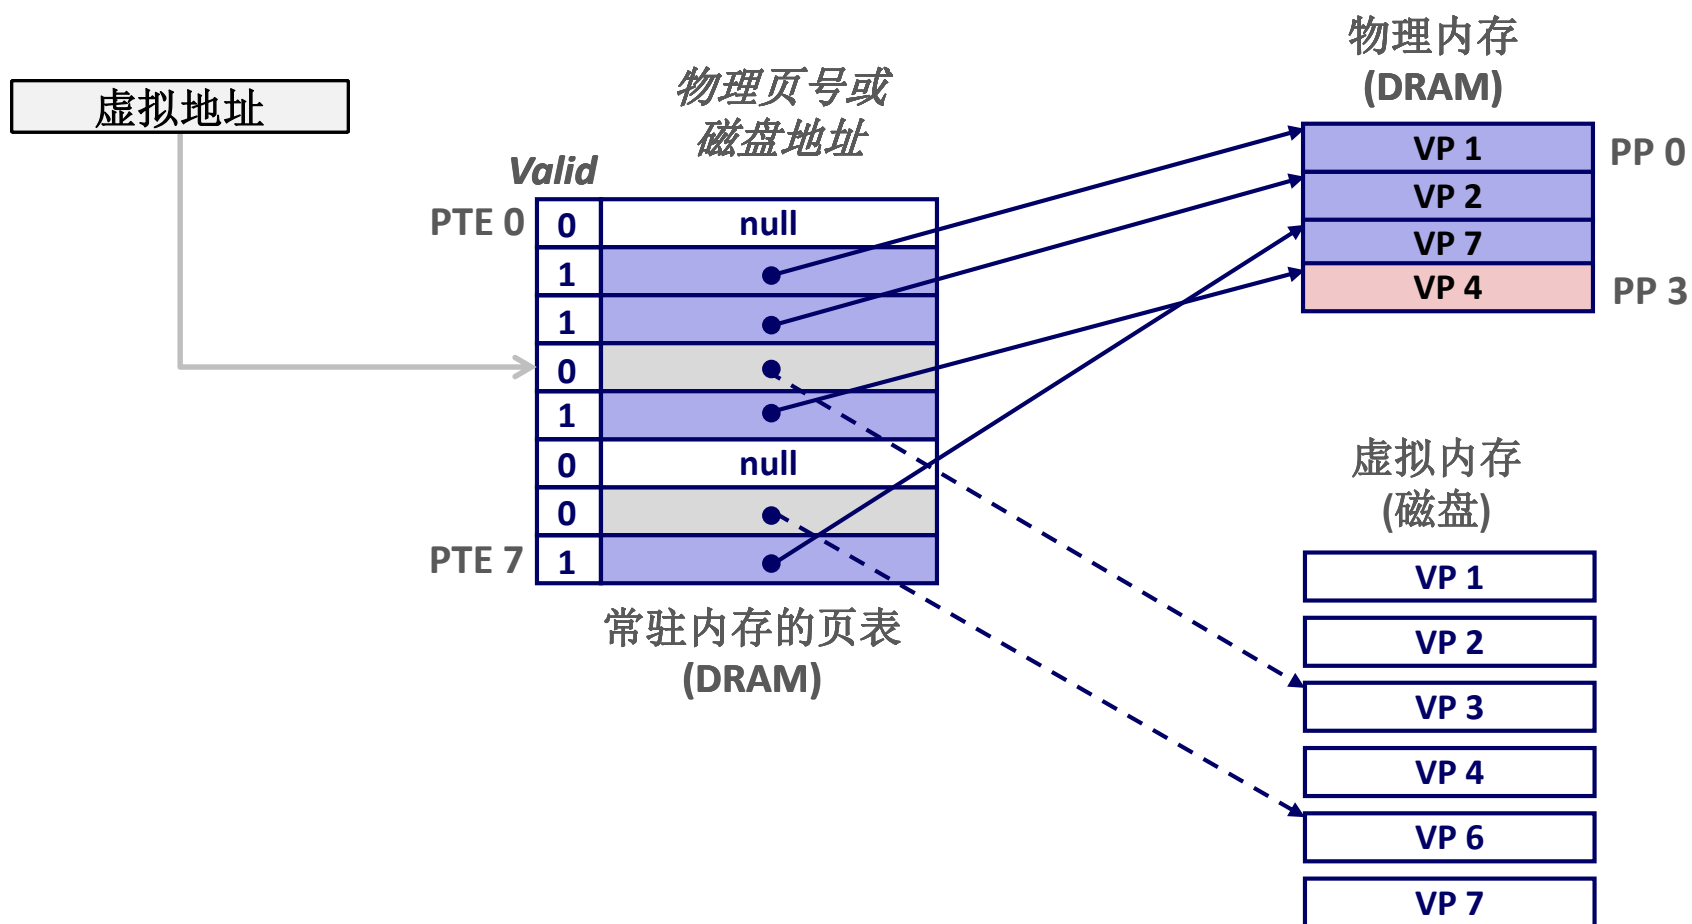 虚拟地址
物理页号或
磁盘地址
Valid
PTE 0
0
null
1
1
0
1
0
null
0
PTE 7
1
常驻内存的页表
(DRAM)
物理内存
(DRAM)
VP 1
PP 0
VP 2
VP 7
VP 4
PP 3
虚拟内存
(磁盘)
VP 1
VP 2
VP 3
VP 4
VP 6
VP 7